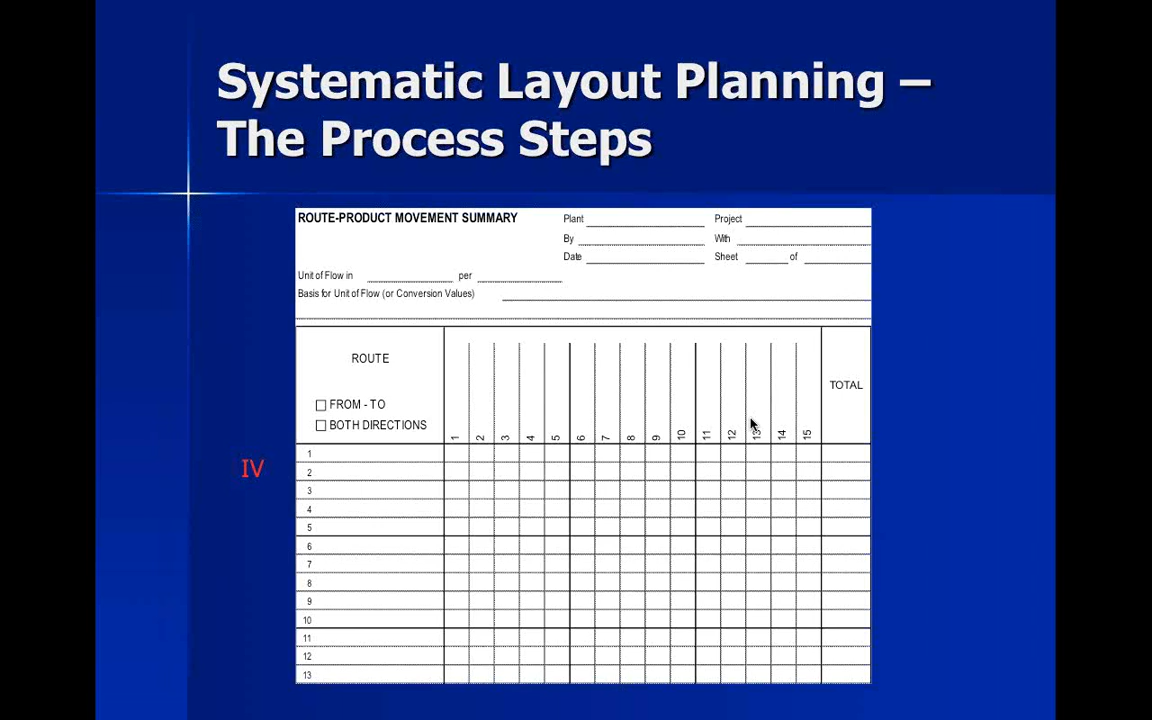 Systematic Layout Planning –
The Process Steps
ROUTE-PRODUCT MOVEMENT SUMMARY
Plant Project
By With
Date Sheet of
Unit of Flow in per
Basis for Unit of Flow (or Conversion Values)
ROUTE
TOTAL
☐ FROM - TO
☐ BOTH DIRECTIONS
1 2 3 4 5 6 7 8 9 10 11 12 13 14 15
IV
1
2
3
4
5
6
7
8
9
10
11
12
13